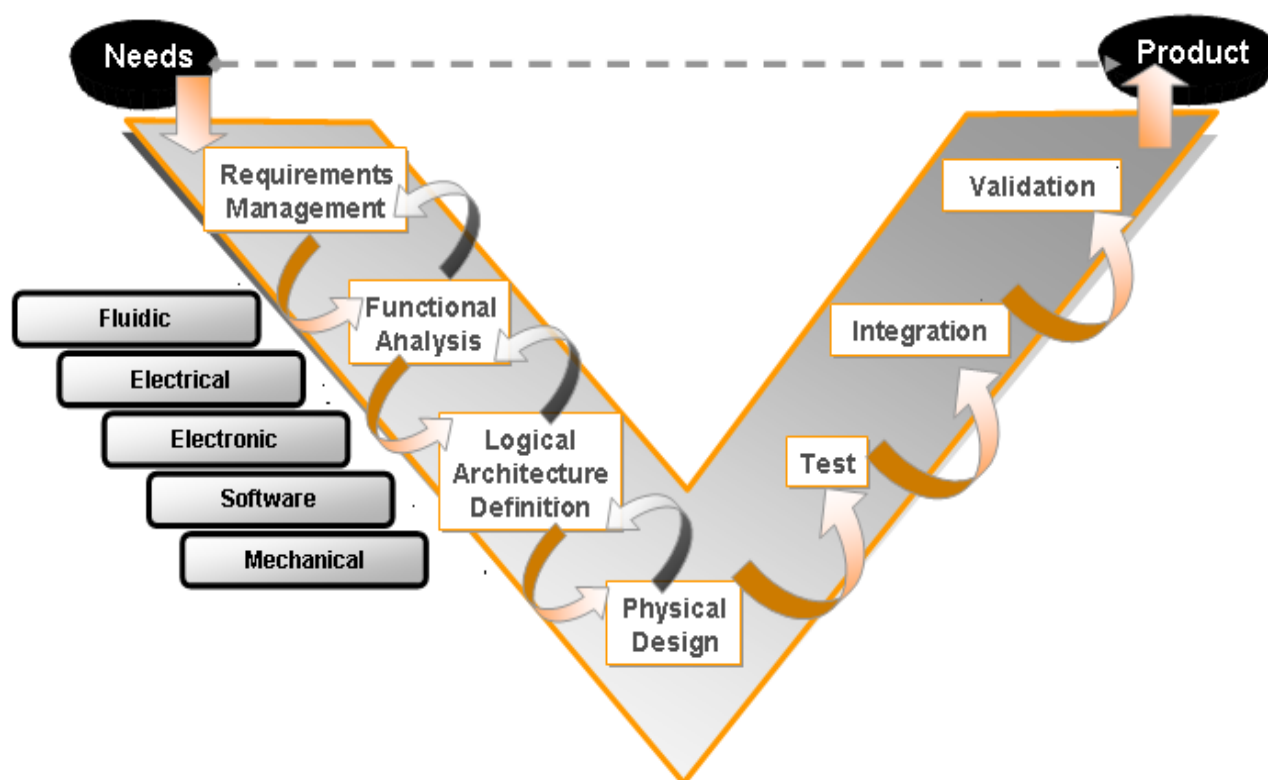 Needs
Product
Requirements
Management
Validation
Functional
Analysis
Integration
Fluidic
Electrical
Electronic
Software
Mechanical
Logical
Architecture
Definition
Test
Physical
Design